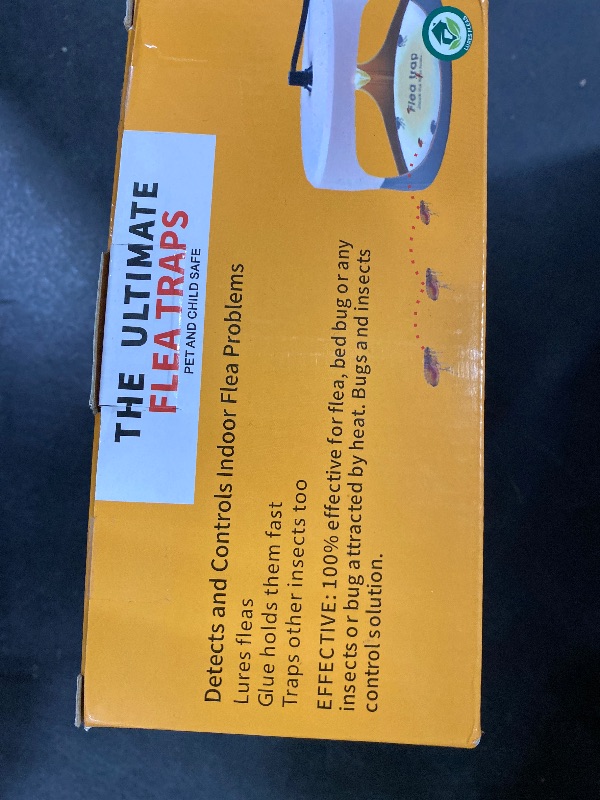 THE ULTIMATE
FLEA TRAPS
PET AND CHILD SAFE
Detects and Controls Indoor Flea Problems
Lures fleas
Glue holds them fast
Traps other insects too
EFFECTIVE: 100% effective for flea, bed bug or any
insects or bug attracted by heat. Bugs and insects
control solution.
Flea trap